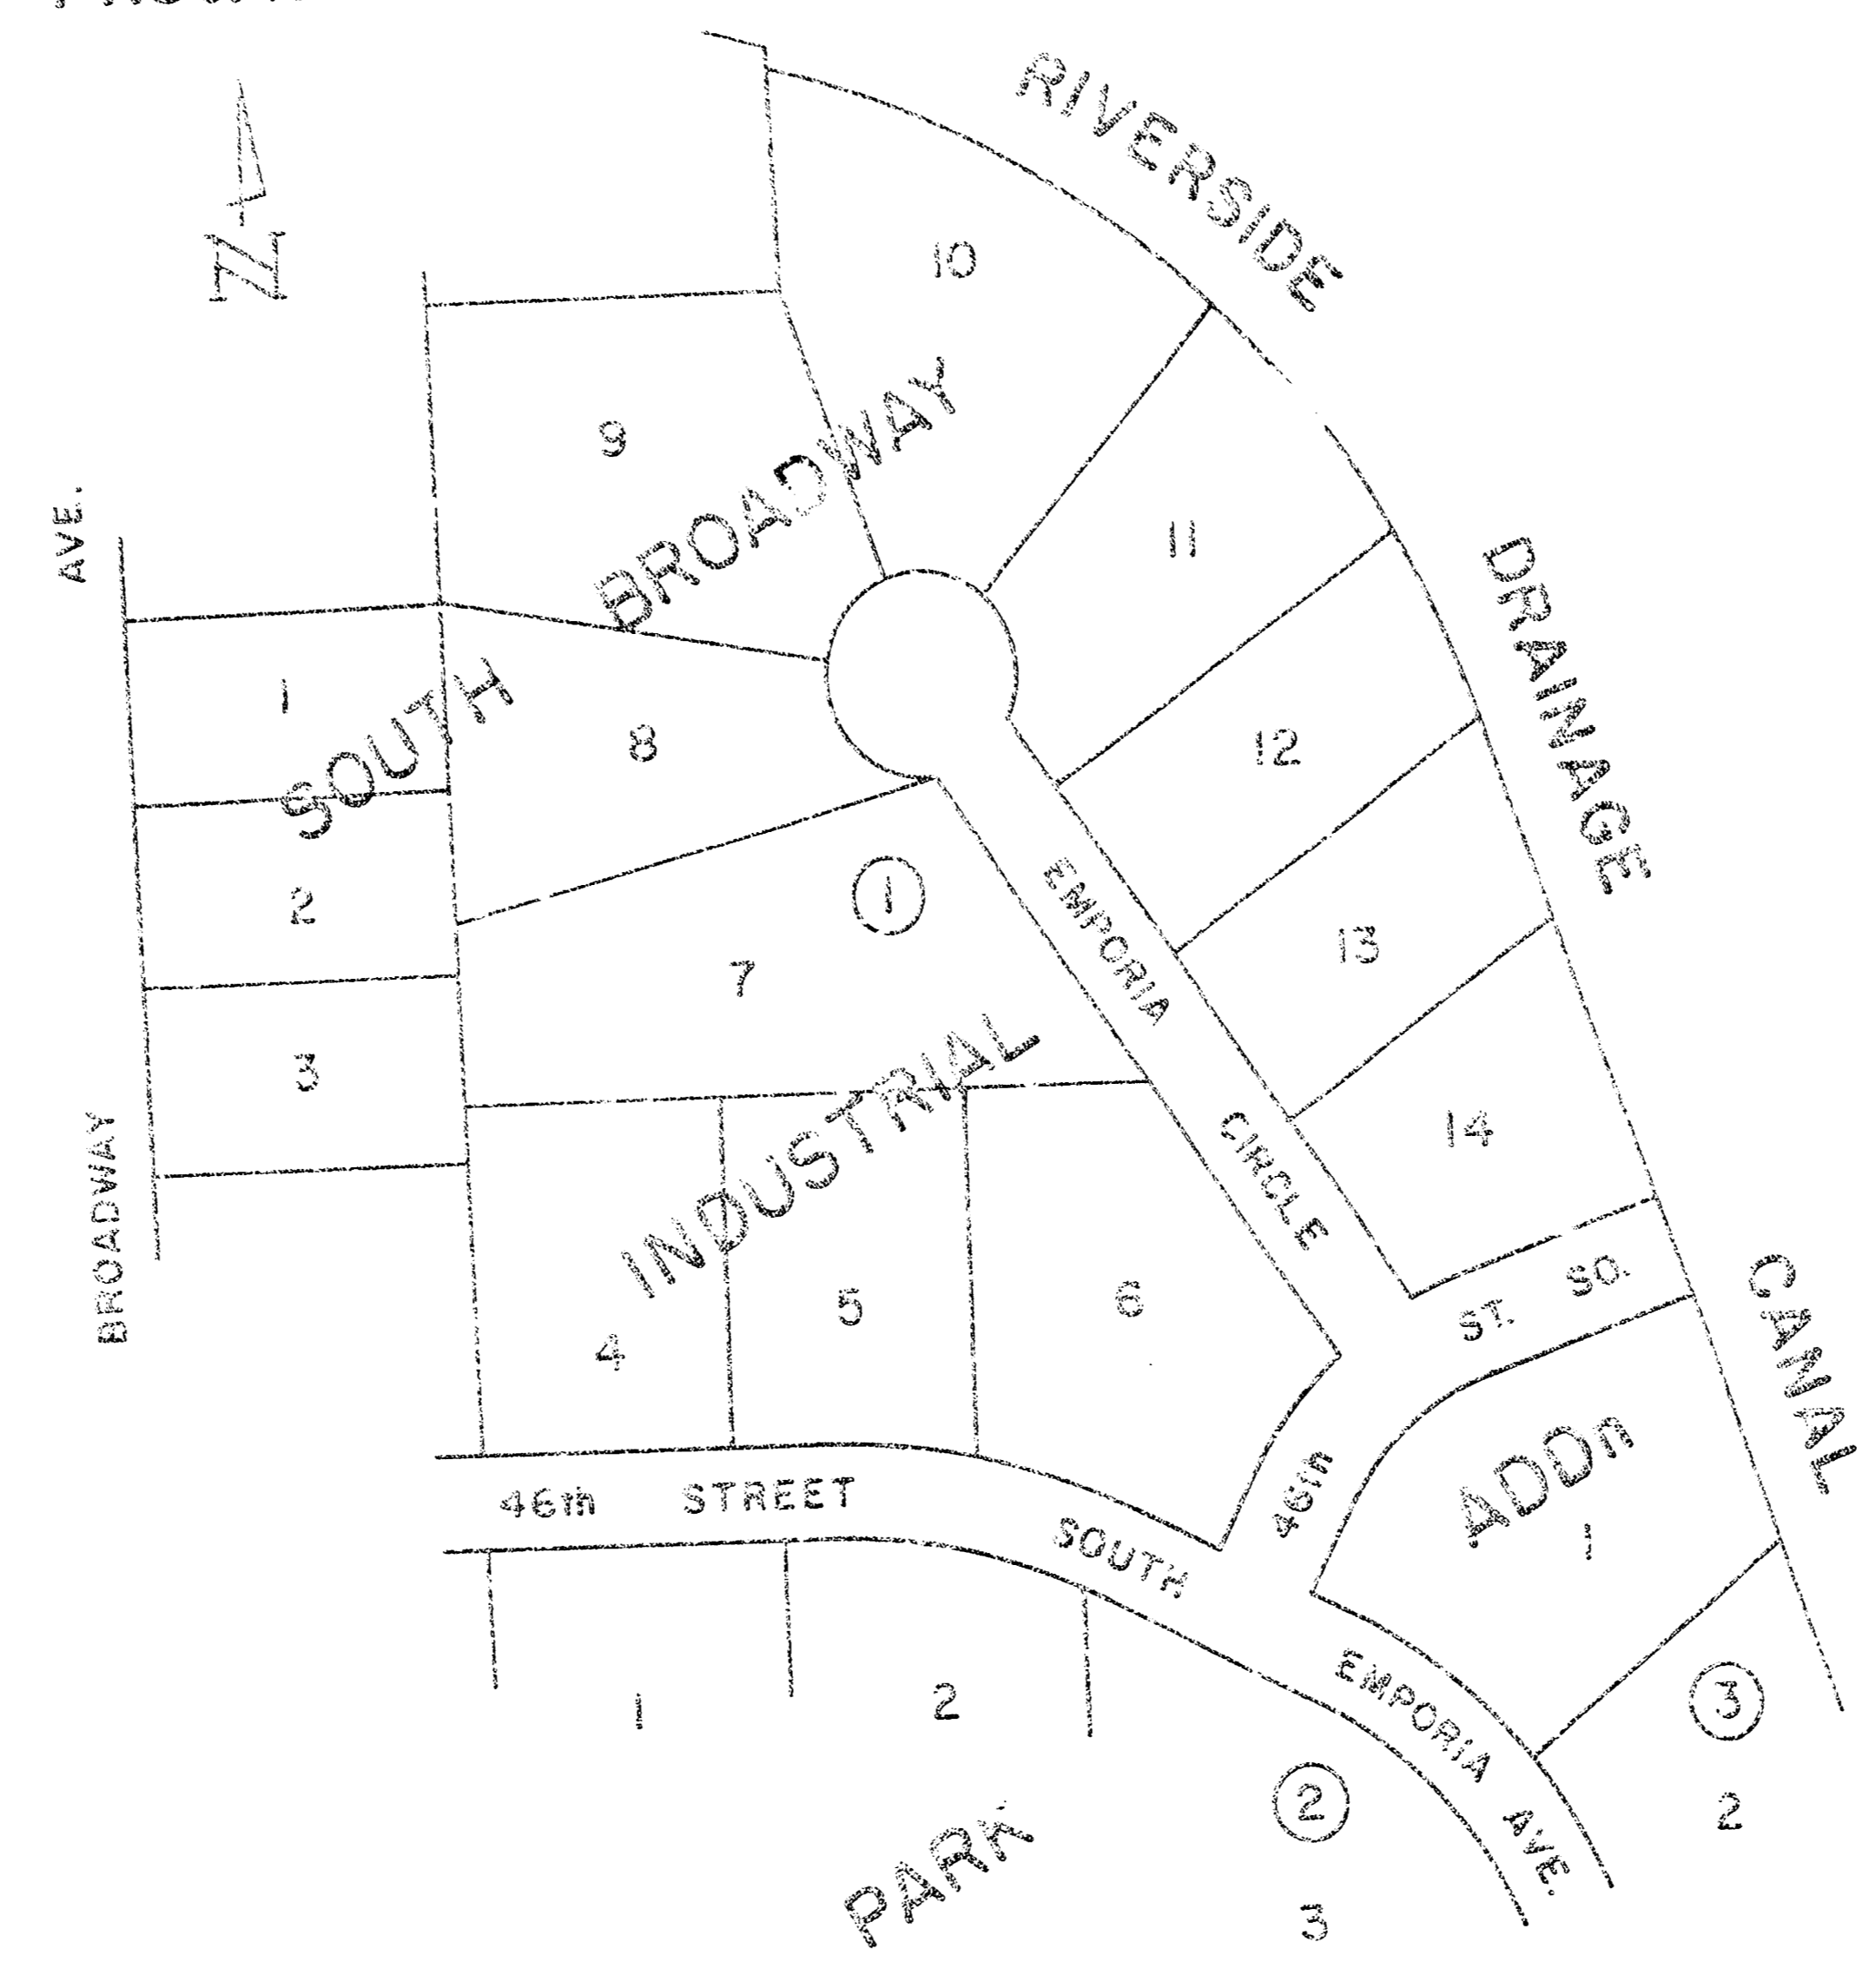 RIVERSIDE
DRAINAGE
CANAL
N
10
9
11
AVE.
SOUTH BROADWAY
1
8
12
2
7
①
EMPORIA CIRCLE
13
3
INDUSTRIAL
14
BROADWAY
4
5
6
46th ST. SO.
46th STREET SOUTH
ADDn
1
1
2
EMPORIA AVE.
③
②
2
PARK
3